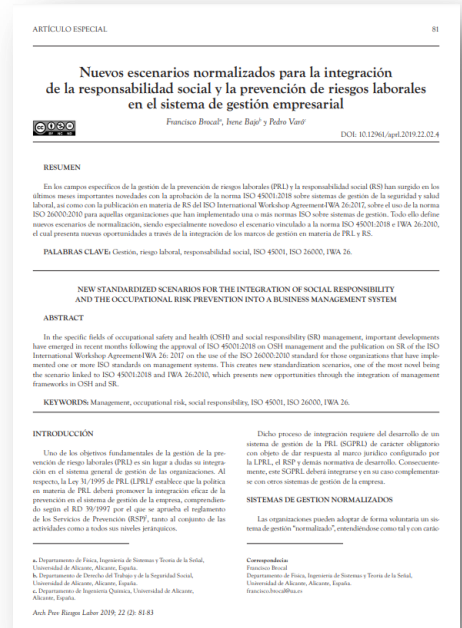 ARTÍCULO ESPECIAL
81
Nuevos escenarios normalizados para la integración
de la responsabilidad social y la prevención de riesgos laborales
en el sistema de gestión empresarial
Francisco Brocalª, Irene Bajoᵇ y Pedro Varóᶜ
DOI: 10.12961/aprl.2019.22.02.4
RESUMEN
En los campos específicos de la gestión de la prevención de riesgos laborales (PRL) y la responsabilidad social (RS) han surgido en los
últimos meses importantes novedades con la aprobación de la norma ISO 45001:2018 sobre sistemas de gestión de la seguridad y salud
laboral, así como con la publicación en materia de RS del ISO International Workshop Agreement-IWA 26:2017, sobre el uso de la norma
ISO 26000:2010 para aquellas organizaciones que han implementado una o más normas ISO sobre sistemas de gestión. Todo ello define
nuevos escenarios de normalización, siendo especialmente novedoso el escenario vinculado a la norma ISO 45001:2018 e IWA 26:2010,
el cual presenta nuevas oportunidades a través de la integración de los marcos de gestión en materia de PRL y RS.
PALABRAS CLAVE: Gestión, riesgo laboral, responsabilidad social, ISO 45001, ISO 26000, IWA 26.
NEW STANDARDIZED SCENARIOS FOR THE INTEGRATION OF SOCIAL RESPONSIBILITY
AND THE OCCUPATIONAL RISK PREVENTION INTO A BUSINESS MANAGEMENT SYSTEM
ABSTRACT
In the specific fields of occupational safety and health (OSH) and social responsibility (SR) management, important developments
have emerged in recent months following the approval of ISO 45001:2018 on OSH management and the publication on SR of the ISO
International Workshop Agreement-IWA 26: 2017 on the use of the ISO 26000:2010 standard for those organizations that have imple-
mented one or more ISO standards on management systems. This creates new standardization scenarios, one of the most novel being
the scenario linked to ISO 45001:2018 and IWA 26:2010, which presents new opportunities through the integration of management
frameworks in OSH and SR.
KEYWORDS: Management, occupational risk, social responsibility, ISO 45001, ISO 26000, IWA 26.
INTRODUCCIÓN
Uno de los objetivos fundamentales de la gestión de la pre-
vención de riesgo laborales (PRL) es sin lugar a dudas su integra-
ción en el sistema general de gestión de las organizaciones. Al
respecto, la Ley 31/1995 de PRL (LPRL)¹ establece que la política
en materia de PRL deberá promover la integración eficaz de la
prevención en el sistema de gestión de la empresa, comprendien-
do según el RD 39/1997 por el que se aprueba el reglamento
de los Servicios de Prevención (RSP)², tanto al conjunto de las
actividades como a todos sus niveles jerárquicos.
Dicho proceso de integración requiere del desarrollo de un
sistema de gestión de la PRL (SGPRL) de carácter obligatorio
con objeto de dar respuesta al marco jurídico configurado por
la LPRL, el RSP y demás normativa de desarrollo. Consecuente-
mente, este SGPRL deberá integrarse y en su caso complementar-
se con otros sistemas de gestión de la empresa.
SISTEMAS DE GESTION NORMALIZADOS
Las organizaciones pueden adoptar de forma voluntaria un sis-
tema de gestión "normalizado", entendiéndose como tal y con carác-
a. Departamento de Física, Ingeniería de Sistemas y Teoría de la Señal,
Universidad de Alicante, Alicante, España.
b. Departamento de Derecho del Trabajo y de la Seguridad Social,
Universidad de Alicante, Alicante, España.
c. Departamento de Ingeniería Química, Universidad de Alicante,
Alicante, España.
Correspondencia:
Francisco Brocal
Departamento de Física, Ingeniería de Sistemas y Teoría de la Señal,
Universidad de Alicante, Alicante, España.
francisco.brocal@ua.es
Arch Prev Riesgos Labor 2019; 22 (2): 81-83